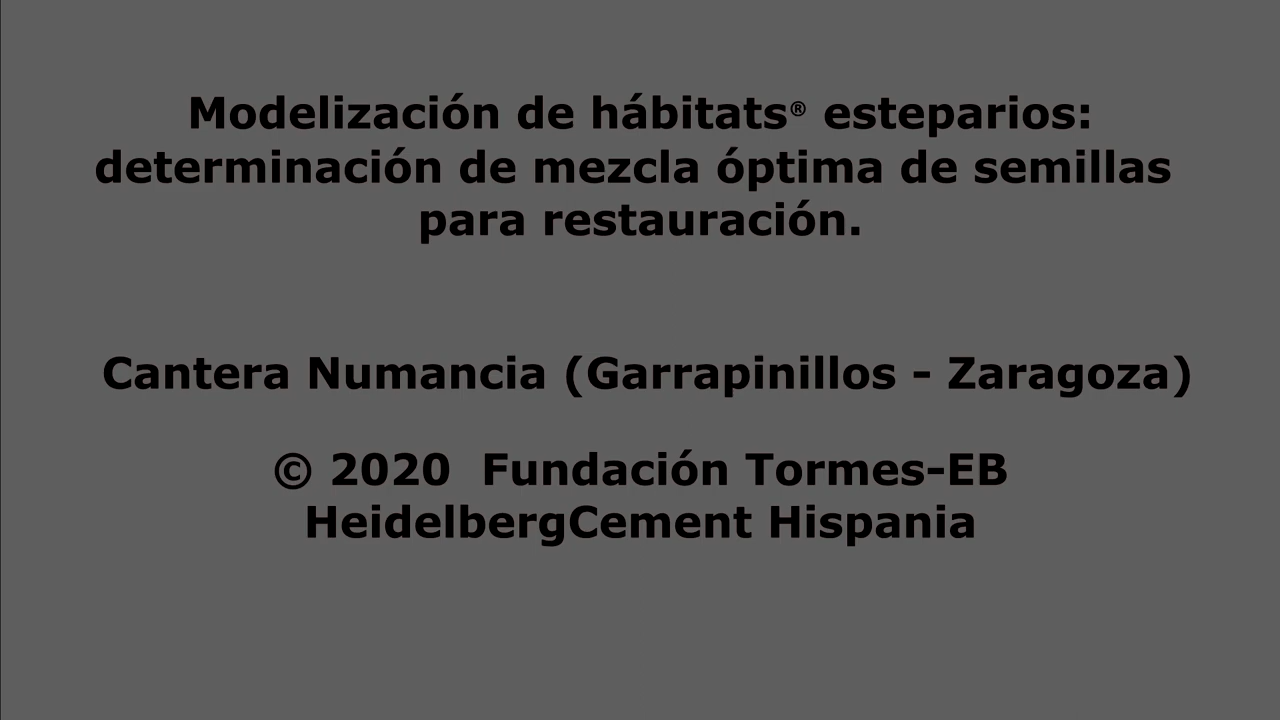 Modelización de hábitats® esteparios:
determinación de mezcla óptima de semillas
para restauración.
Cantera Numancia (Garrapinillos - Zaragoza)
© 2020  Fundación Tormes-EB
HeidelbergCement Hispania